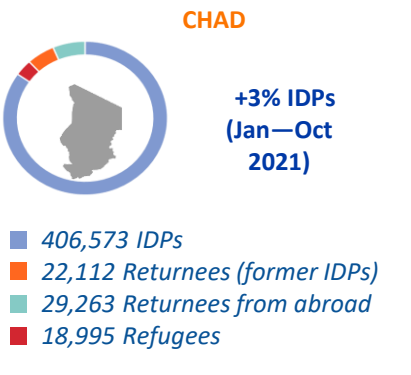 CHAD
+3% IDPs
(Jan—Oct
2021)
406,573 IDPs
22,112 Returnees (former IDPs)
29,263 Returnees from abroad
18,995 Refugees